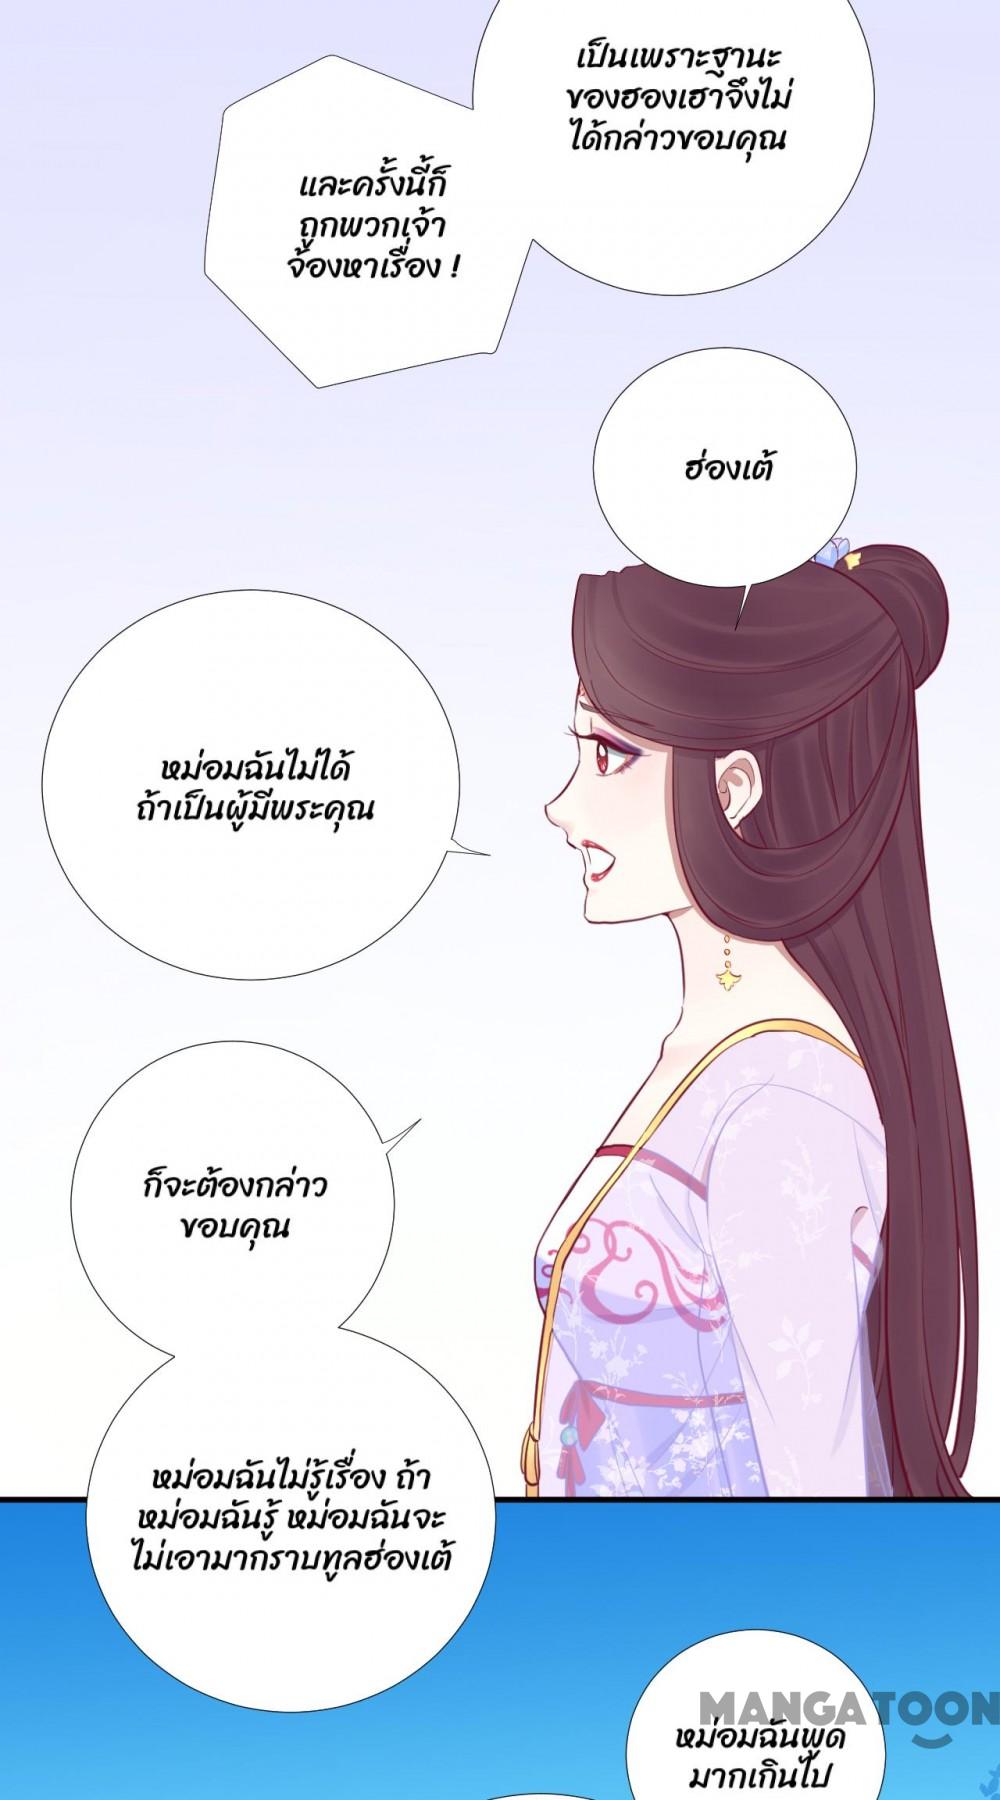 เป็นเพราะฐานะ
ของฮองเฮาจึงไม่
ได้กล่าวขอบคุณ
และครั้งนี้ก็
ถูกพวกเจ้า
จ้องหาเรื่อง !
ฮ่องเต้
หม่อมฉันไม่ได้
ถ้าเป็นผู้มีพระคุณ
ก็จะต้องกล่าว
ขอบคุณ
หม่อมฉันไม่รู้เรื่อง ถ้า
หม่อมฉันรู้ หม่อมฉันจะ
ไม่เอามากราบทูลฮ่องเต้
MANGATOON
หม่อมฉันพูด
มากเกินไป